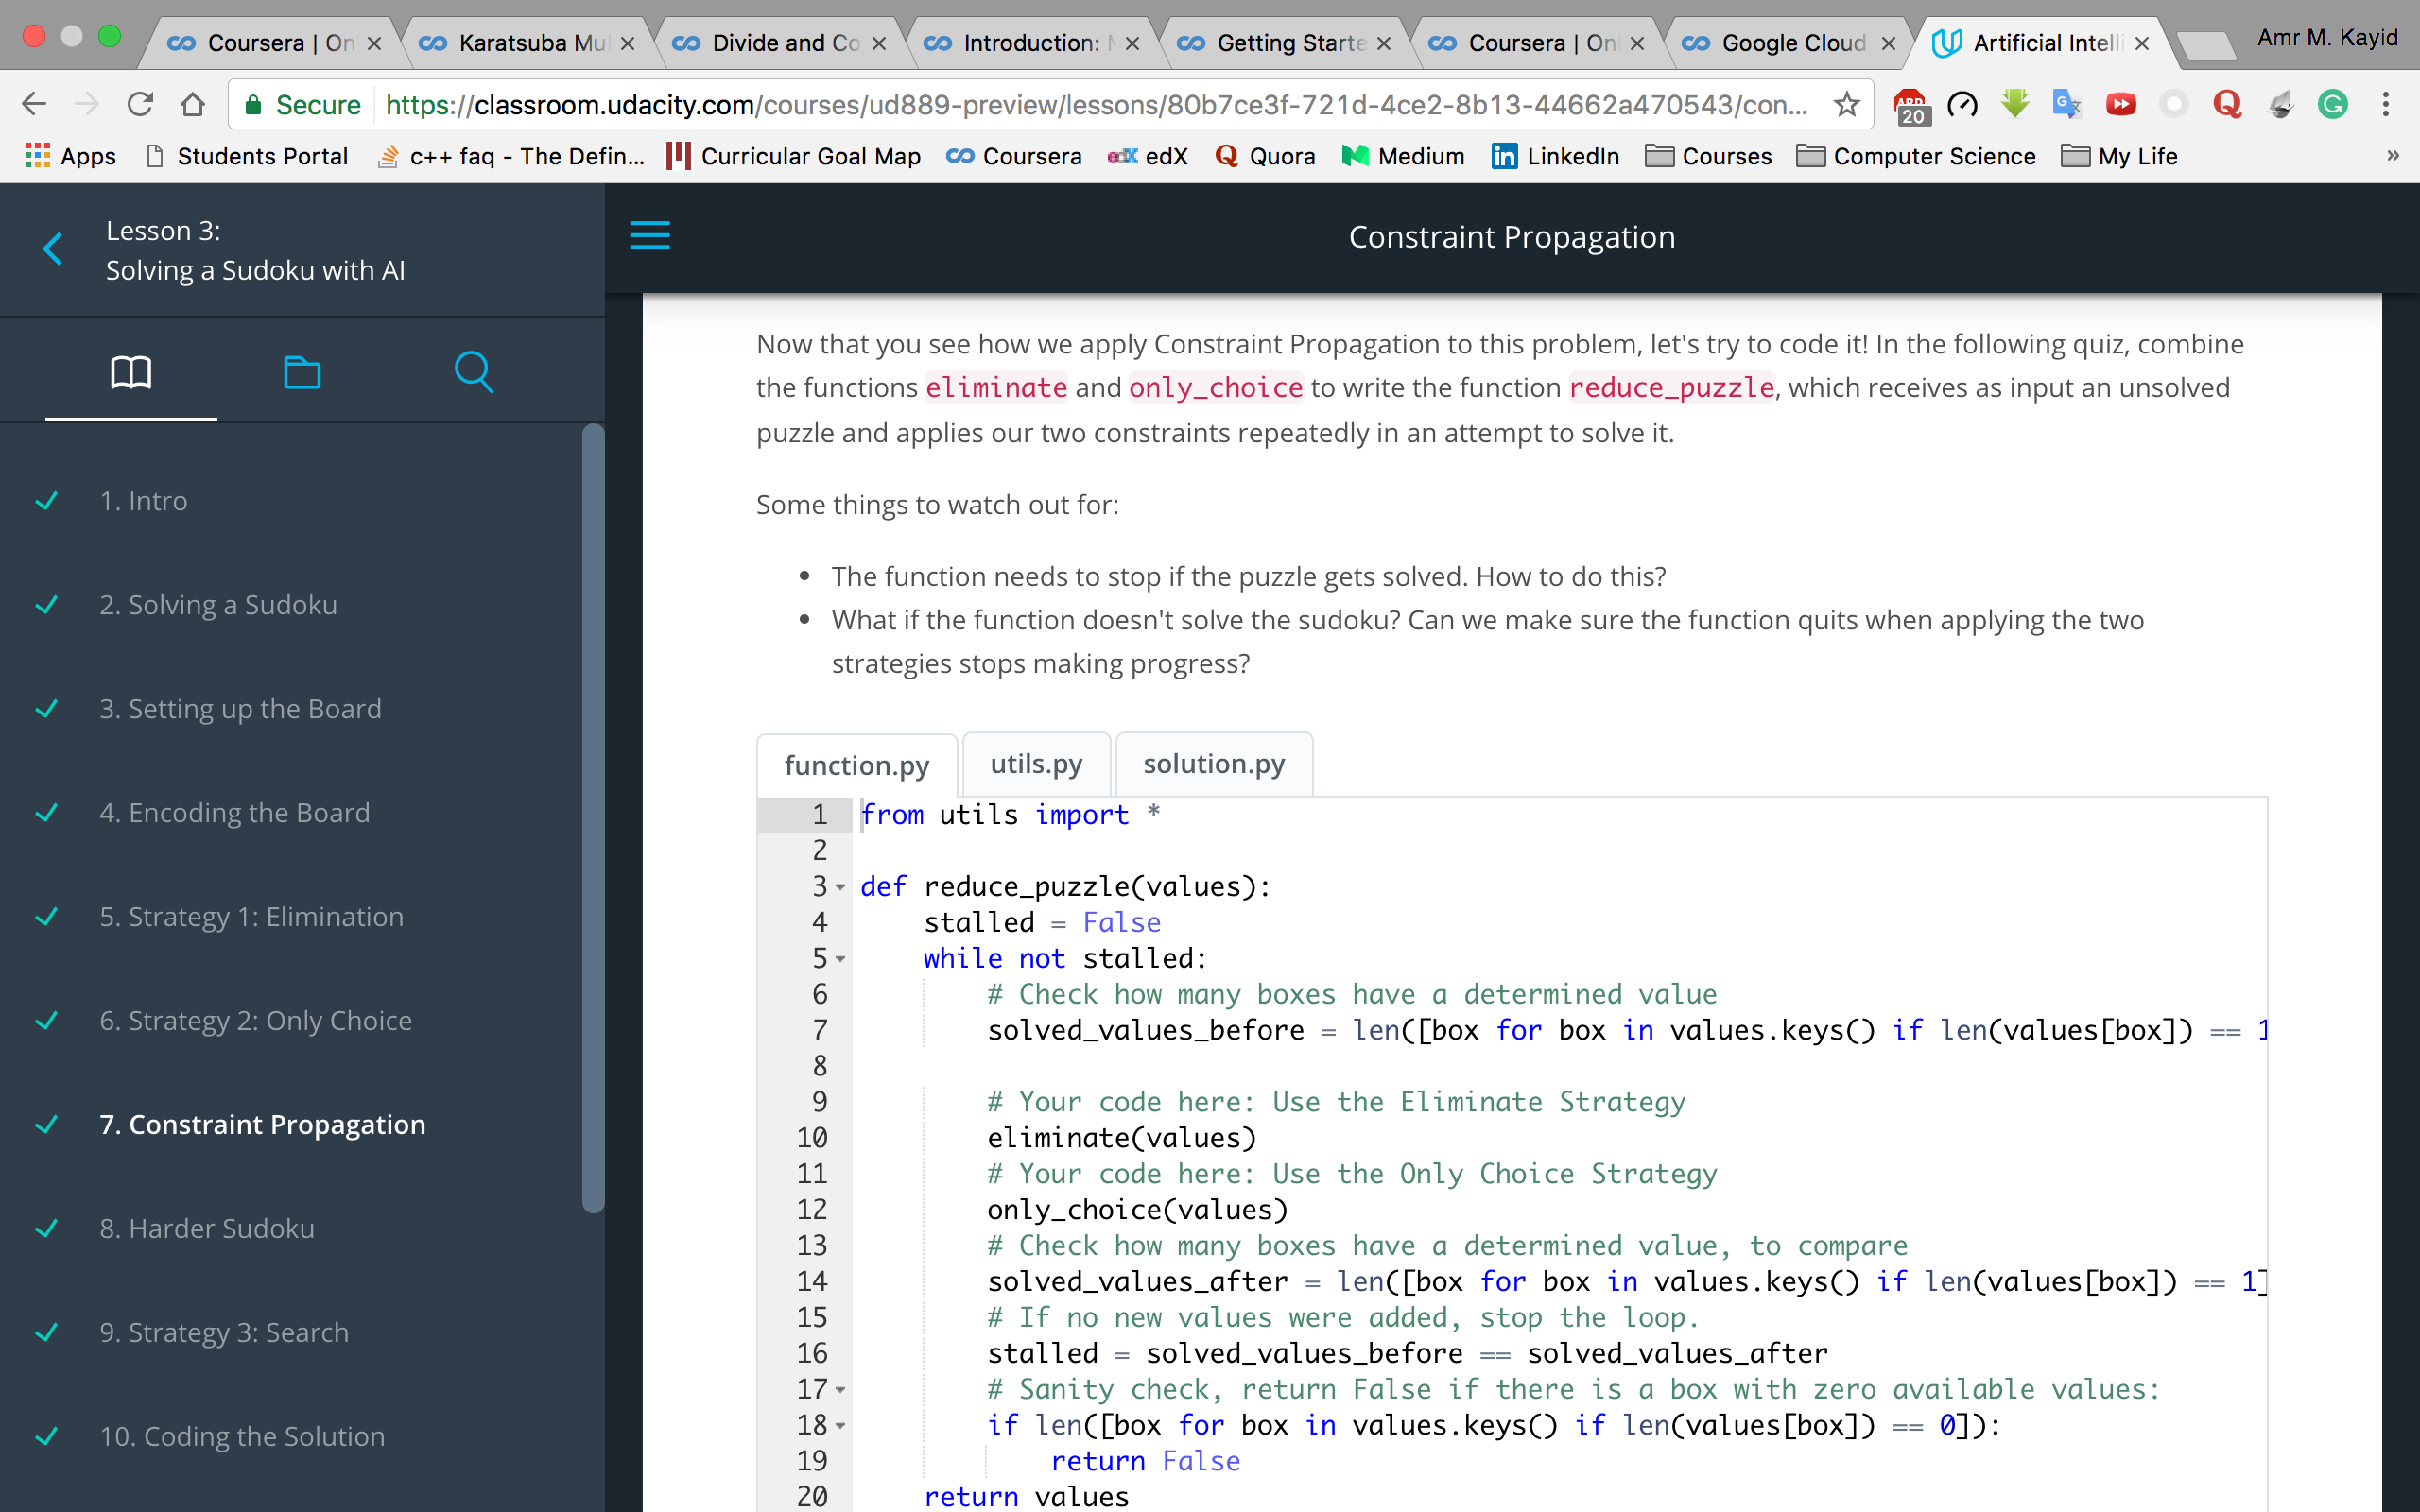 Coursera | On
Karatsuba Mul
Divide and Co
Introduction:
Getting Starte
Coursera | Onl
Google Cloud
Artificial Intelli
Amr M. Kayid
Secure https://classroom.udacity.com/courses/ud889-preview/lessons/80b7ce3f-721d-4ce2-8b13-44662a470543/con...
ABP
20
Apps Students Portal c++ faq - The Defin... Curricular Goal Map Coursera edX edX Quora Medium in LinkedIn Courses Computer Science My Life »
Lesson 3:
Solving a Sudoku with AI
1. Intro
2. Solving a Sudoku
3. Setting up the Board
4. Encoding the Board
5. Strategy 1: Elimination
6. Strategy 2: Only Choice
7. Constraint Propagation
8. Harder Sudoku
9. Strategy 3: Search
10. Coding the Solution
Constraint Propagation
Now that you see how we apply Constraint Propagation to this problem, let's try to code it! In the following quiz, combine
the functions eliminate and only_choice to write the function reduce_puzzle, which receives as input an unsolved
puzzle and applies our two constraints repeatedly in an attempt to solve it.
Some things to watch out for:
• The function needs to stop if the puzzle gets solved. How to do this?
• What if the function doesn't solve the sudoku? Can we make sure the function quits when applying the two
strategies stops making progress?
function.py utils.py solution.py
1 from utils import *
2
3 def reduce_puzzle(values):
4     stalled = False
5     while not stalled:
6         # Check how many boxes have a determined value
7         solved_values_before = len([box for box in values.keys() if len(values[box]) == 1
8
9         # Your code here: Use the Eliminate Strategy
10         eliminate(values)
11         # Your code here: Use the Only Choice Strategy
12         only_choice(values)
13         # Check how many boxes have a determined value, to compare
14         solved_values_after = len([box for box in values.keys() if len(values[box]) == 1]
15         # If no new values were added, stop the loop.
16         stalled = solved_values_before == solved_values_after
17         # Sanity check, return False if there is a box with zero available values:
18         if len([box for box in values.keys() if len(values[box]) == 0]):
19             return False
20     return values